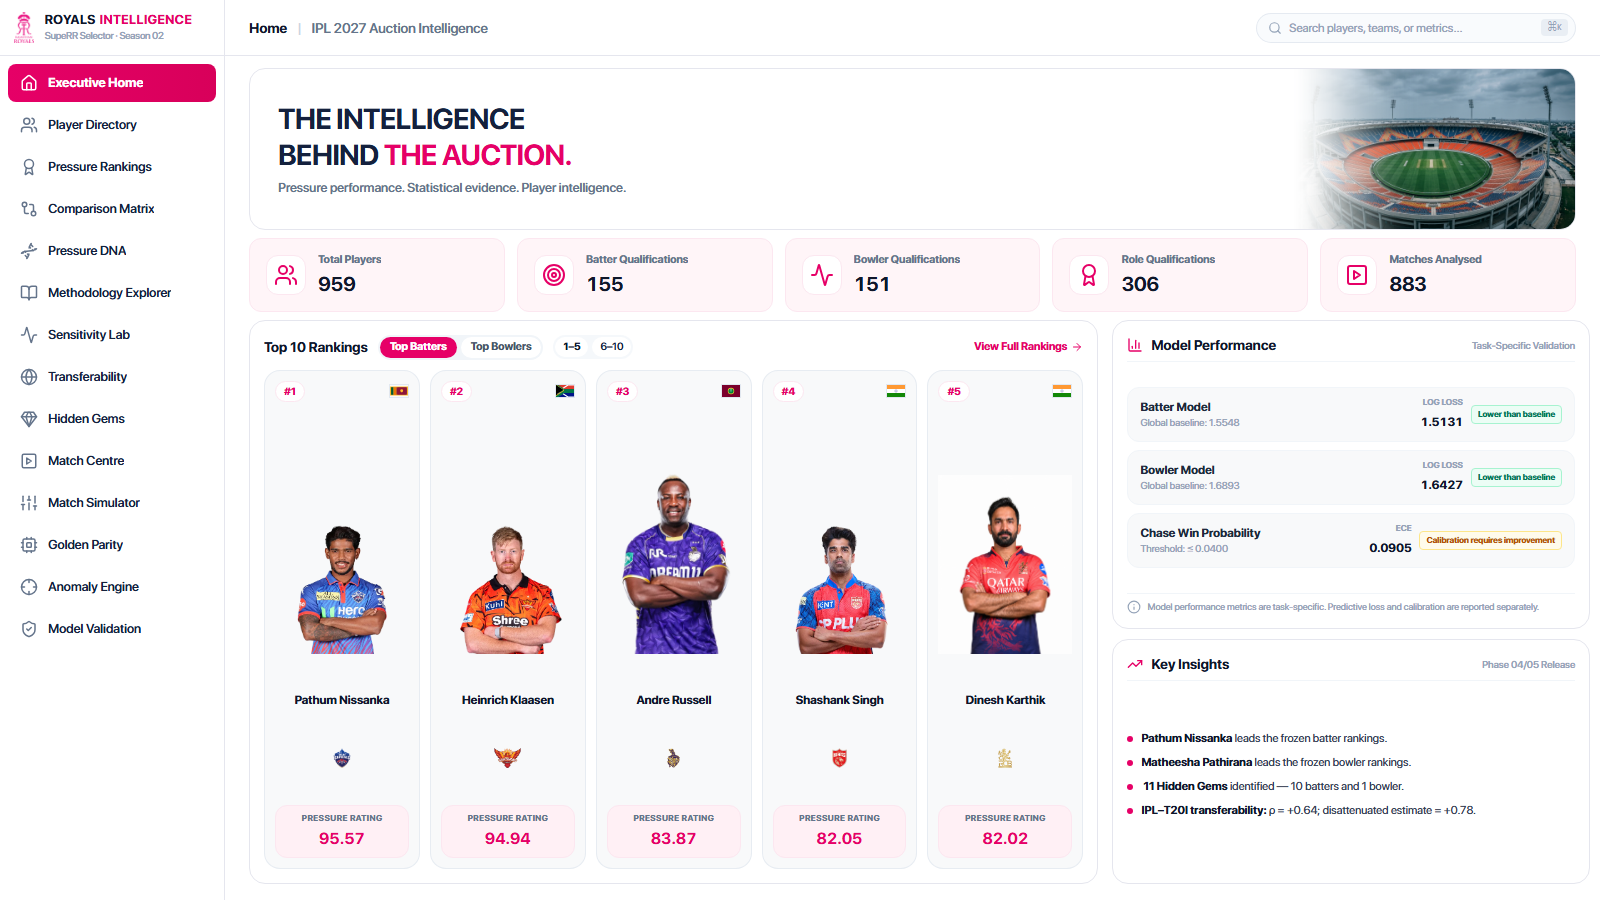 ROYALS INTELLIGENCE
SupeRR Selector · Season 02
ROYALS
Home | IPL 2027 Auction Intelligence
Search players, teams, or metrics...
⌘K
Executive Home
Player Directory
Pressure Rankings
Comparison Matrix
Pressure DNA
Methodology Explorer
Sensitivity Lab
Transferability
Hidden Gems
Match Centre
Match Simulator
Golden Parity
Anomaly Engine
Model Validation
THE INTELLIGENCE
BEHIND THE AUCTION.
Pressure performance. Statistical evidence. Player intelligence.
Total Players
959
Batter Qualifications
155
Bowler Qualifications
151
Role Qualifications
306
Matches Analysed
883
Top 10 Rankings
Top Batters
Top Bowlers
1–5
6–10
View Full Rankings →
#1
Pathum Nissanka
PRESSURE RATING
95.57
#2
Kuhl
Shree
Heinrich Klaasen
PRESSURE RATING
94.94
#3
DREAM11
Andre Russell
PRESSURE RATING
83.87
#4
Shashank Singh
PRESSURE RATING
82.05
#5
QATAR
AIRWAYS
Dinesh Karthik
PRESSURE RATING
82.02
Model Performance
Task-Specific Validation
Batter Model
Global baseline: 1.5548
LOG LOSS
1.5131
Lower than baseline
Bowler Model
Global baseline: 1.6893
LOG LOSS
1.6427
Lower than baseline
Chase Win Probability
Threshold: ≤ 0.0400
ECE
0.0905
Calibration requires improvement
Model performance metrics are task-specific. Predictive loss and calibration are reported separately.
Key Insights
Phase 04/05 Release
Pathum Nissanka leads the frozen batter rankings.
Matheesha Pathirana leads the frozen bowler rankings.
11 Hidden Gems identified — 10 batters and 1 bowler.
IPL–T20I transferability: ρ = +0.64; disattenuated estimate = +0.78.